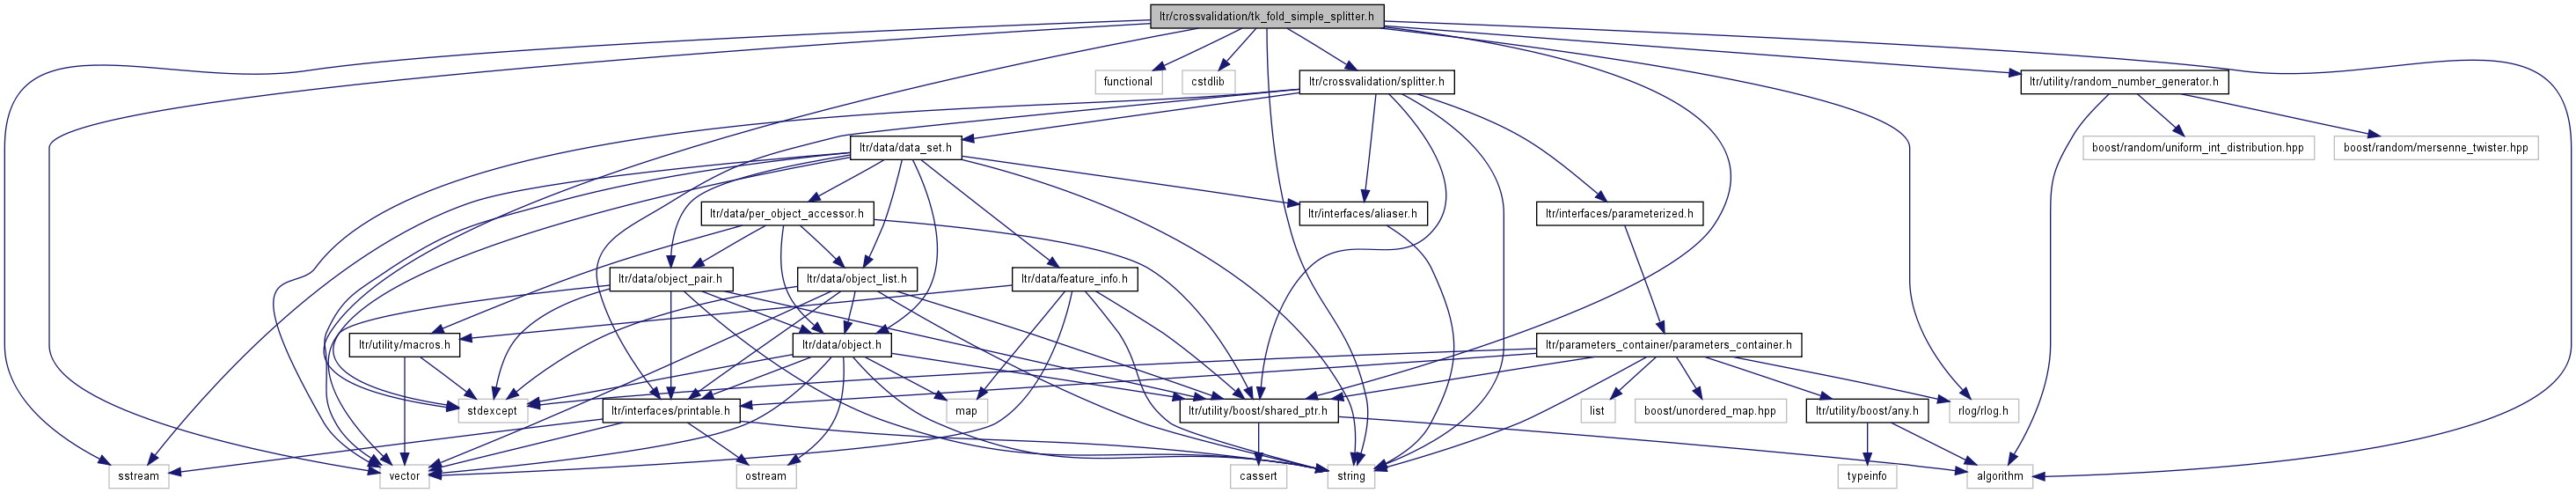 ltr/crossvalidation/tk_fold_simple_splitter.h
functional
cstdlib
ltr/crossvalidation/splitter.h
ltr/utility/random_number_generator.h
ltr/data/data_set.h
boost/random/uniform_int_distribution.hpp
boost/random/mersenne_twister.hpp
ltr/data/per_object_accessor.h
ltr/interfaces/aliaser.h
ltr/interfaces/parameterized.h
ltr/data/object_pair.h
ltr/data/object_list.h
ltr/data/feature_info.h
ltr/utility/macros.h
ltr/data/object.h
ltr/parameters_container/parameters_container.h
stdexcept
ltr/interfaces/printable.h
map
ltr/utility/boost/shared_ptr.h
list
boost/unordered_map.hpp
ltr/utility/boost/any.h
rlog/rlog.h
sstream
vector
ostream
cassert
string
typeinfo
algorithm